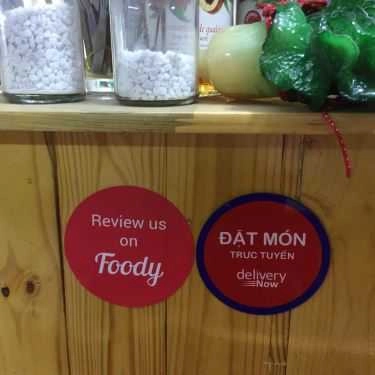 Review us
on
Foody
ĐẶT MÓN
TRỰC TUYẾN
delivery
Now